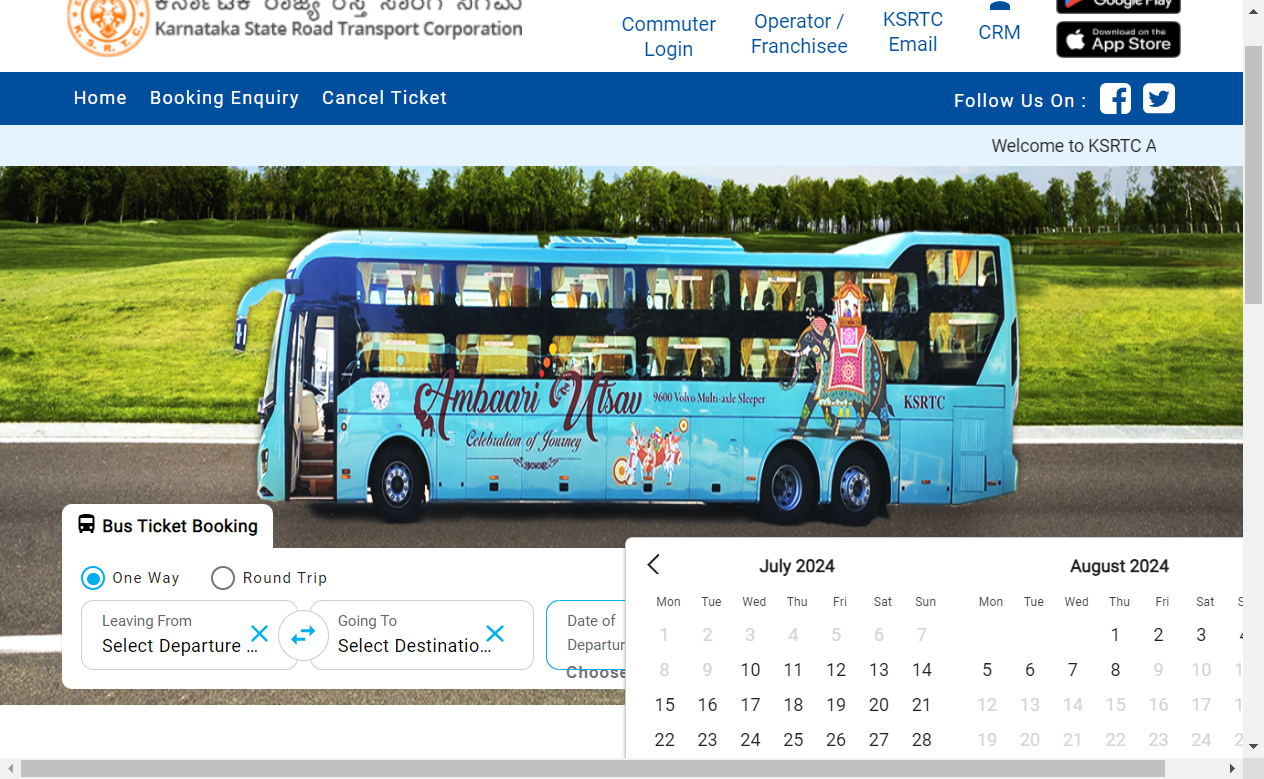 ಕರ್ನಾಟಕ ರಾಜ್ಯ ರಸ್ತೆ ಸಾರಿಗೆ ನಿಗಮ
K.S.R.T.C
Karnataka State Road Transport Corporation
Commuter Login
Operator / Franchisee
KSRTC Email
CRM
Google Play
Download on the
App Store
Home Booking Enquiry Cancel Ticket
Follow Us On :
Welcome to KSRTC A
Ambaari Utsav
9600 Volvo Multi-axle Sleeper
KSRTC
Celebration of Journey
Bus Ticket Booking
One Way Round Trip
Leaving From
Select Departure ...
Going To
Select Destinatio...
Date of
Departur
Choose
July 2024
Mon Tue Wed Thu Fri Sat Sun
1 2 3 4 5 6 7
8 9 10 11 12 13 14
15 16 17 18 19 20 21
22 23 24 25 26 27 28
August 2024
Mon Tue Wed Thu Fri Sat S
1 2 3 4
5 6 7 8 9 10 1
12 13 14 15 16 17 1
19 20 21 22 23 24 2